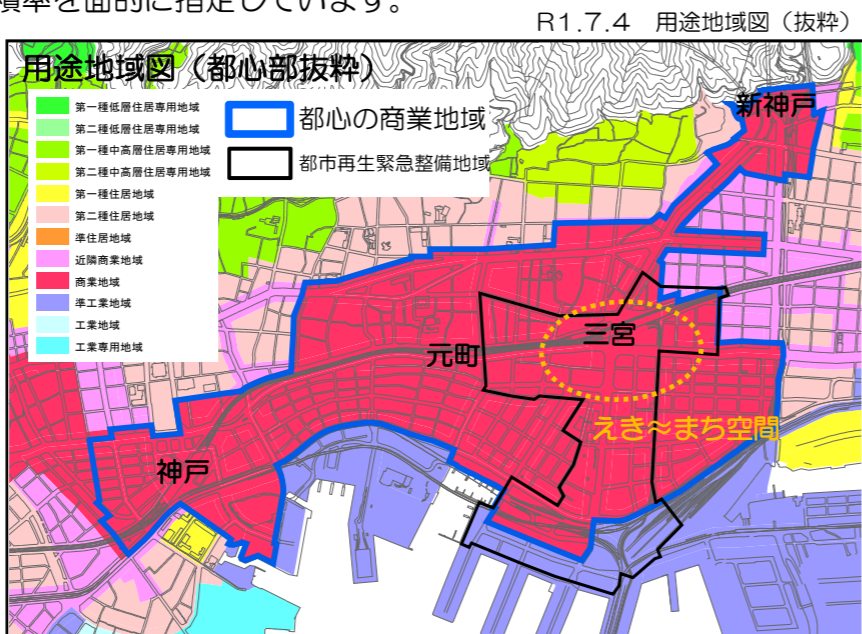 積率を面的に指定しています。
R1.7.4 用途地域図（抜粋）
用途地域図（都心部抜粋）
第一種低層住居専用地域
第二種低層住居専用地域
第一種中高層住居専用地域
第二種中高層住居専用地域
第一種住居地域
第二種住居地域
準住居地域
近隣商業地域
商業地域
準工業地域
工業地域
工業専用地域
都心の商業地域
都市再生緊急整備地域
新神戸
三宮
元町
えき～まち空間
神戸